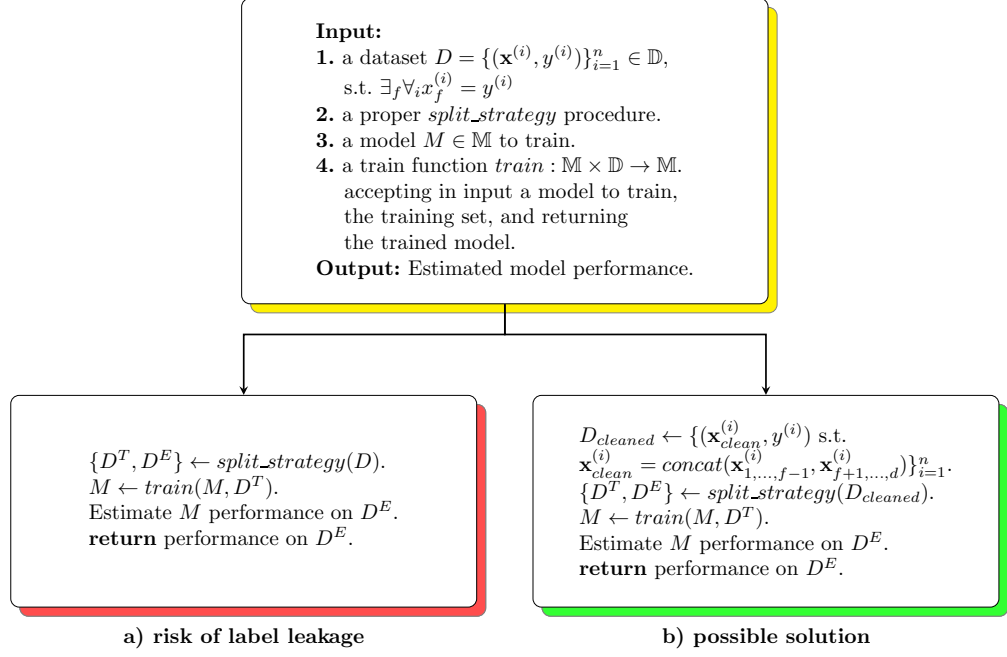 Input:
1. a dataset D = {(x^(i), y^(i))}_{i=1}^n ∈ 𝔻,
s.t. ∃_f ∀_i x_f^(i) = y^(i)
2. a proper split_strategy procedure.
3. a model M ∈ 𝕄 to train.
4. a train function train : 𝕄 × 𝔻 → 𝕄.
accepting in input a model to train,
the training set, and returning
the trained model.
Output: Estimated model performance.
{D^T, D^E} ← split_strategy(D).
M ← train(M, D^T).
Estimate M performance on D^E.
return performance on D^E.
a) risk of label leakage
D_cleaned ← {(x_clean^(i), y^(i)) s.t.
x_clean^(i) = concat(x_{1,...,f−1}^(i), x_{f+1,...,d}^(i))}_{i=1}^n.
{D^T, D^E} ← split_strategy(D_cleaned).
M ← train(M, D^T).
Estimate M performance on D^E.
return performance on D^E.
b) possible solution